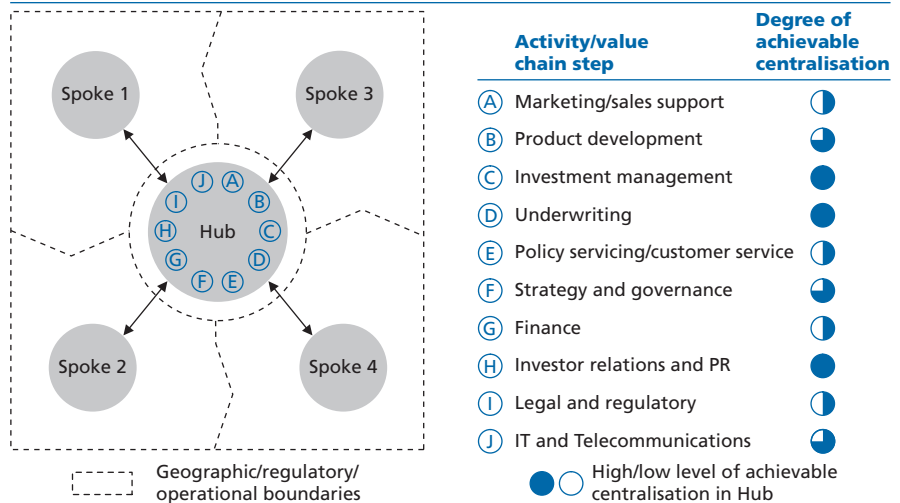 Spoke 1
Spoke 3
J
A
I
B
H
Hub
C
G
D
F
E
Spoke 2
Spoke 4
Geographic/regulatory/
operational boundaries
Activity/value
chain step
Degree of
achievable
centralisation
A Marketing/sales support
B Product development
C Investment management
D Underwriting
E Policy servicing/customer service
F Strategy and governance
G Finance
H Investor relations and PR
I Legal and regulatory
J IT and Telecommunications
High/low level of achievable
centralisation in Hub